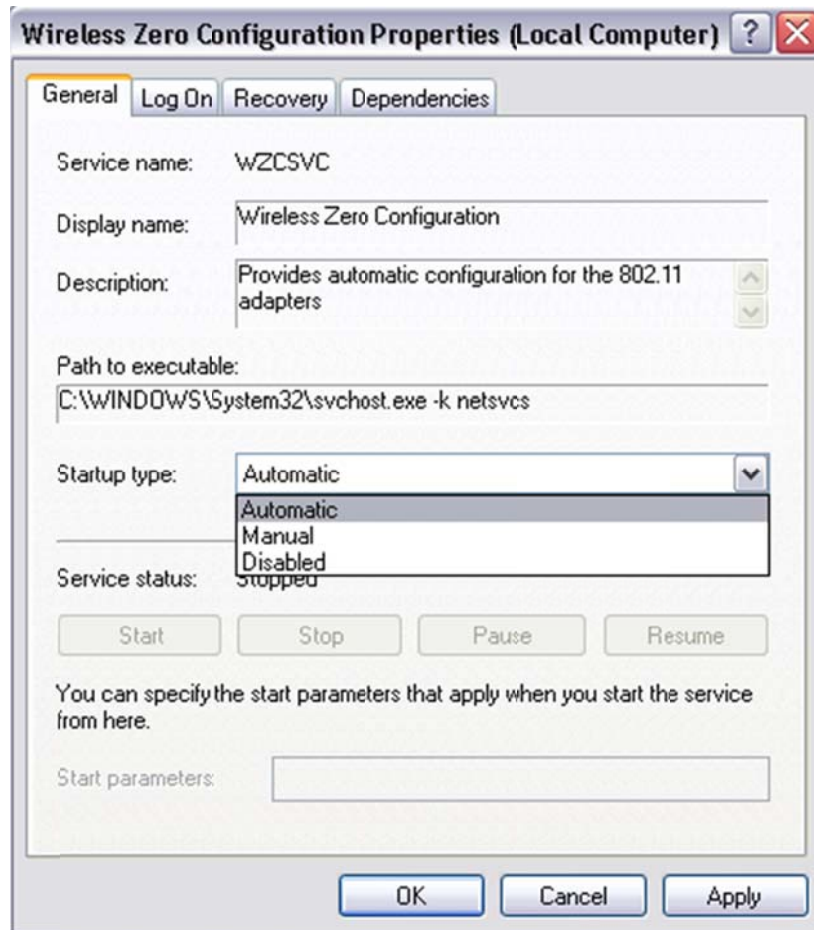 Wireless Zero Configuration Properties (Local Computer)
General Log On Recovery Dependencies
Service name: WZCSVC
Display name: Wireless Zero Configuration
Description: Provides automatic configuration for the 802.11
adapters
Path to executable:
C:\WINDOWS\System32\svchost.exe -k netsvcs
Startup type: Automatic
Automatic
Manual
Disabled
Service status: Stopped
Start Stop Pause Resume
You can specify the start parameters that apply when you start the service
from here.
Start parameters:
OK Cancel Apply